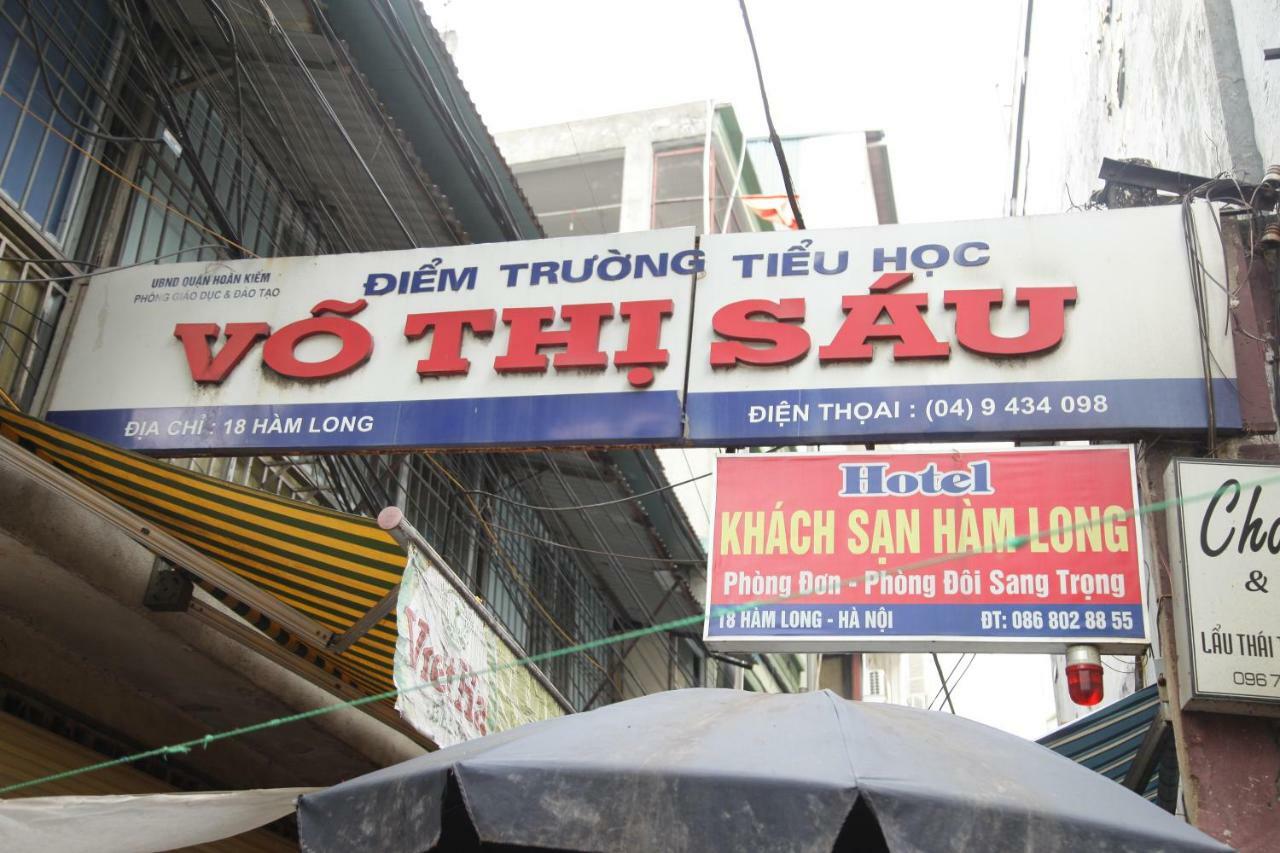 UBND QUẬN HOÀN KIẾM
PHÒNG GIÁO DỤC & ĐÀO TẠO
ĐIỂM TRƯỜNG TIỂU HỌC
VÕ THỊ SÁU
ĐỊA CHỈ : 18 HÀM LONG
ĐIỆN THOẠI : (04) 9 434 098
Hotel
KHÁCH SẠN HÀM LONG
Phòng Đơn - Phòng Đôi Sang Trọng
18 HÀM LONG - HÀ NỘI
ĐT: 086 802 88 55
&
LẨU THÁI
0967